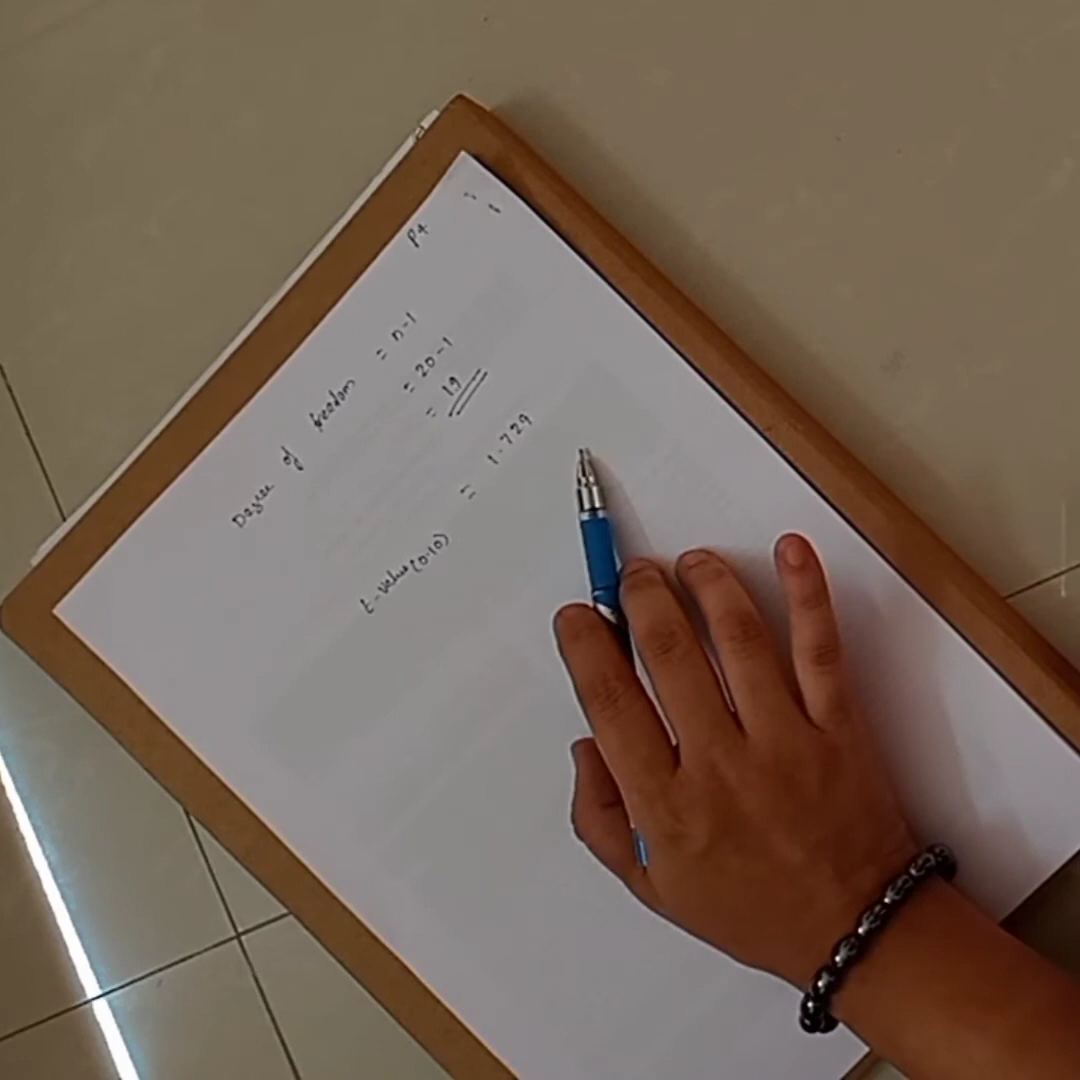 P4
Degree of freedom = n-1
= 20-1
= 19
t-value(0.10) = 1.729